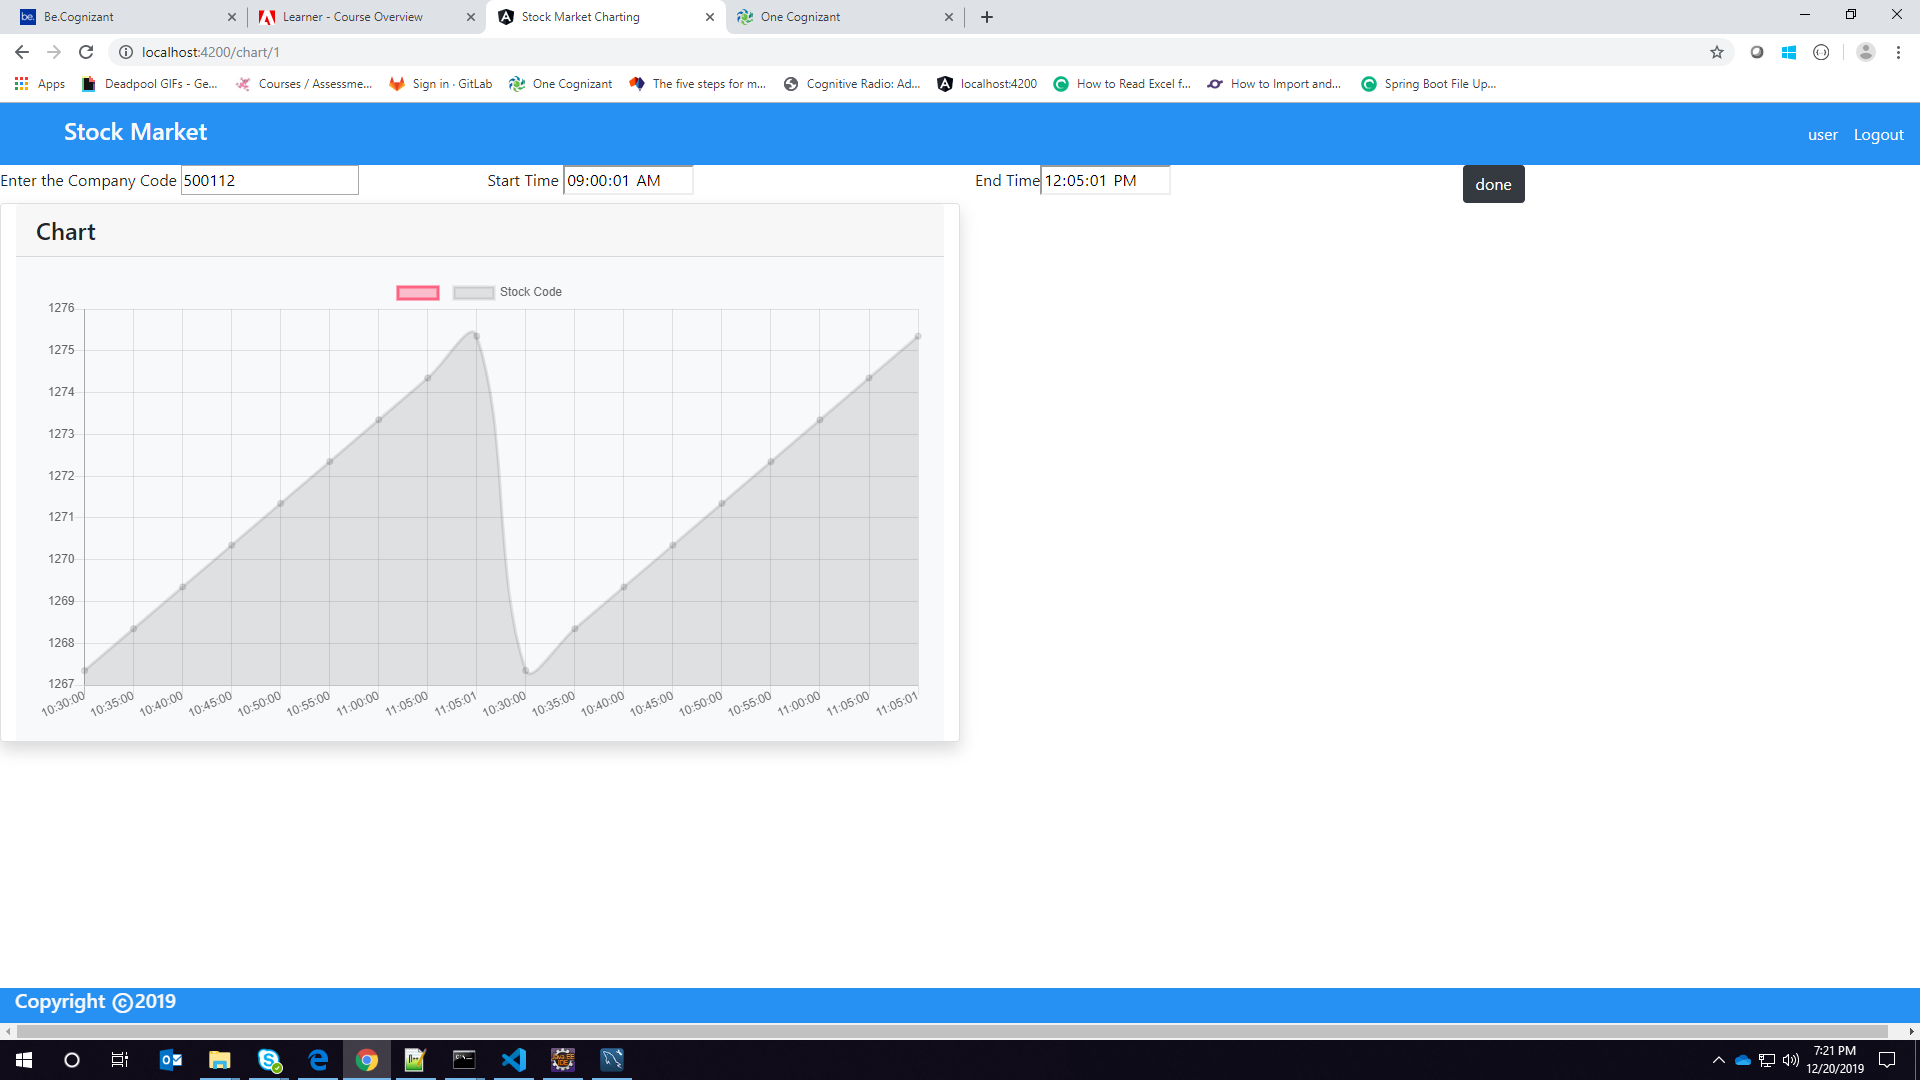 be. Be.Cognizant
Learner - Course Overview
Stock Market Charting
One Cognizant
localhost:4200/chart/1
Apps Deadpool GIFs - Ge... Courses / Assessme... Sign in · GitLab One Cognizant The five steps for m... Cognitive Radio: Ad... localhost:4200 How to Read Excel f... How to Import and... Spring Boot File Up...
Stock Market user Logout
Enter the Company Code 500112 Start Time 09:00:01 AM End Time 12:05:01 PM done
Chart
Stock Code
1276
1275
1274
1273
1272
1271
1270
1269
1268
1267
10:30:00 10:35:00 10:40:00 10:45:00 10:50:00 10:55:00 11:00:00 11:05:00 11:05:01 10:30:00 10:35:00 10:40:00 10:45:00 10:50:00 10:55:00 11:00:00 11:05:00 11:05:01
Copyright ©2019
7:21 PM
12/20/2019